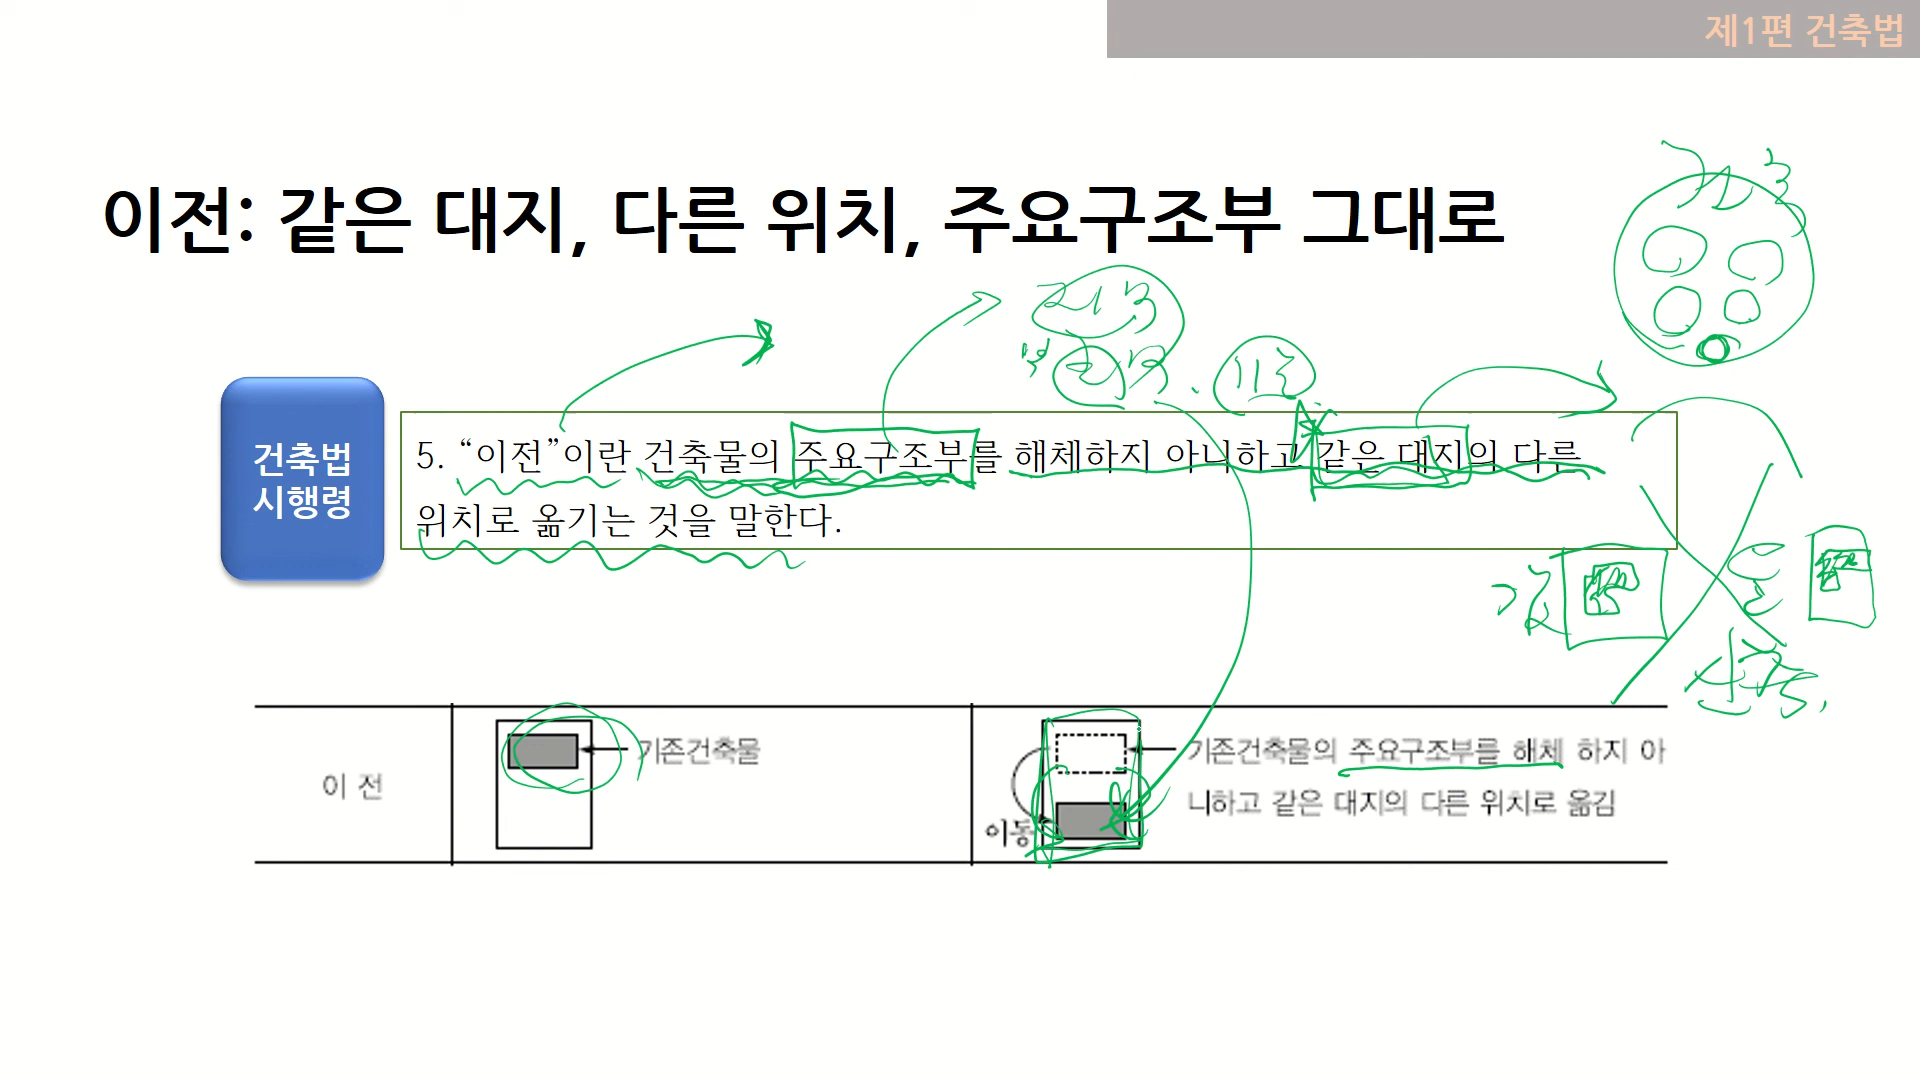 제1편 건축법
이전: 같은 대지, 다른 위치, 주요구조부 그대로
건축법
시행령
5. “이전”이란 건축물의 주요구조부를 해체하지 아니하고 같은 대지의 다른
위치로 옮기는 것을 말한다.
이 전
기존건축물
이동
기존건축물의 주요구조부를 해체 하지 아
니하고 같은 대지의 다른 위치로 옮김